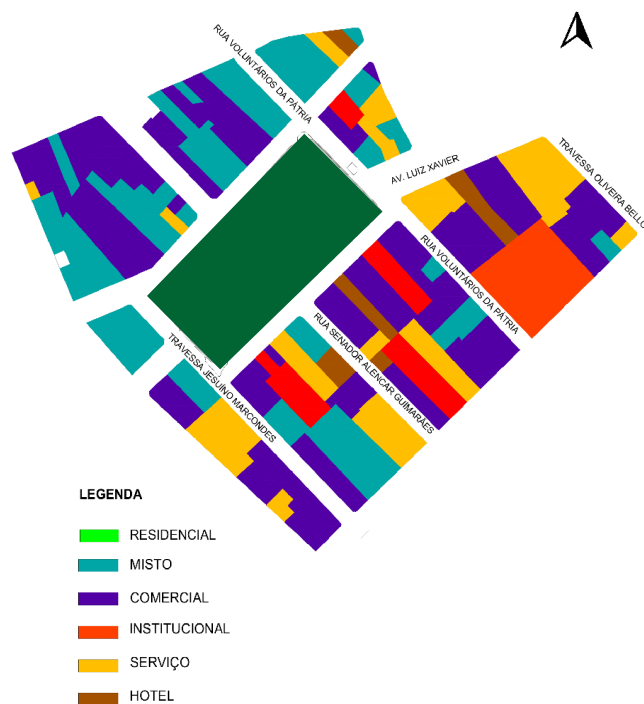 RUA VOLUNTÁRIOS DA PÁTRIA
AV. LUIZ XAVIER
TRAVESSA OLIVEIRA BELLO
RUA VOLUNTÁRIOS DA PÁTRIA
RUA SENADOR ALENCAR GUIMARÃES
TRAVESSA JESUÍNO MARCONDES
LEGENDA
RESIDENCIAL
MISTO
COMERCIAL
INSTITUCIONAL
SERVIÇO
HOTEL